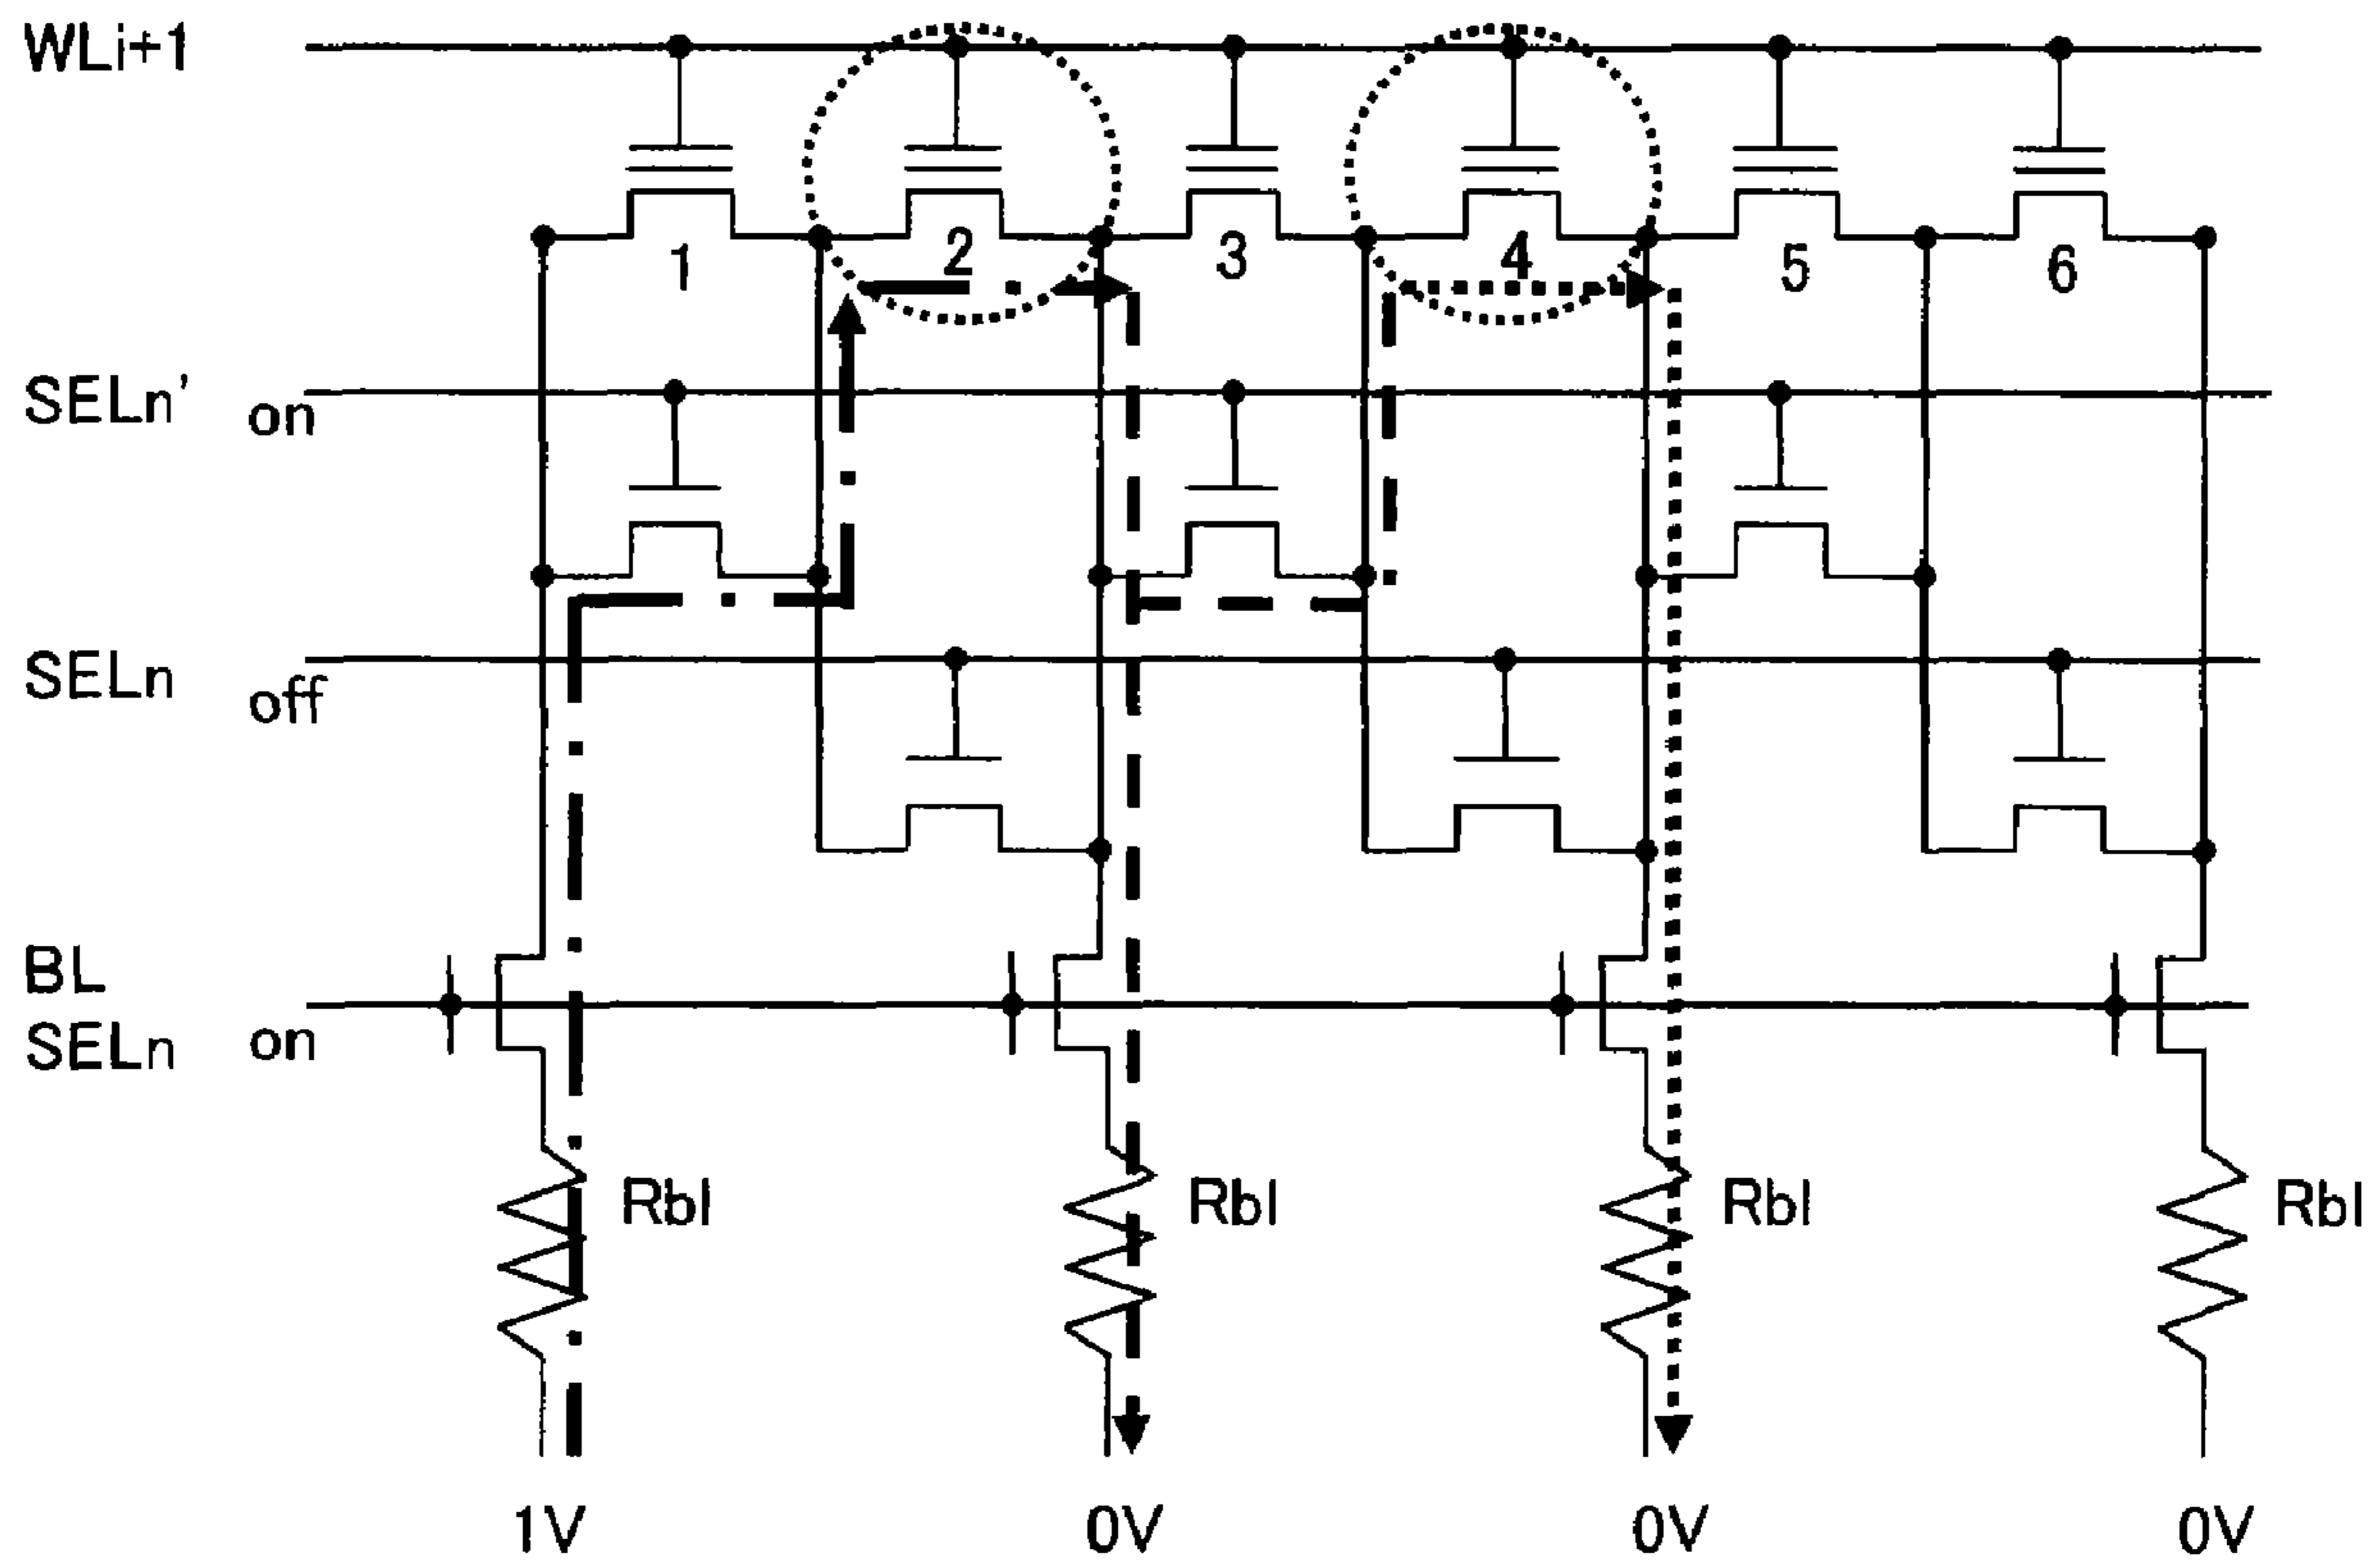 WLi+1
1 2 3 4 5 6
SELn’ on
SELn off
BL
SELn on
Rbl Rbl Rbl Rbl
1V 0V 0V 0V